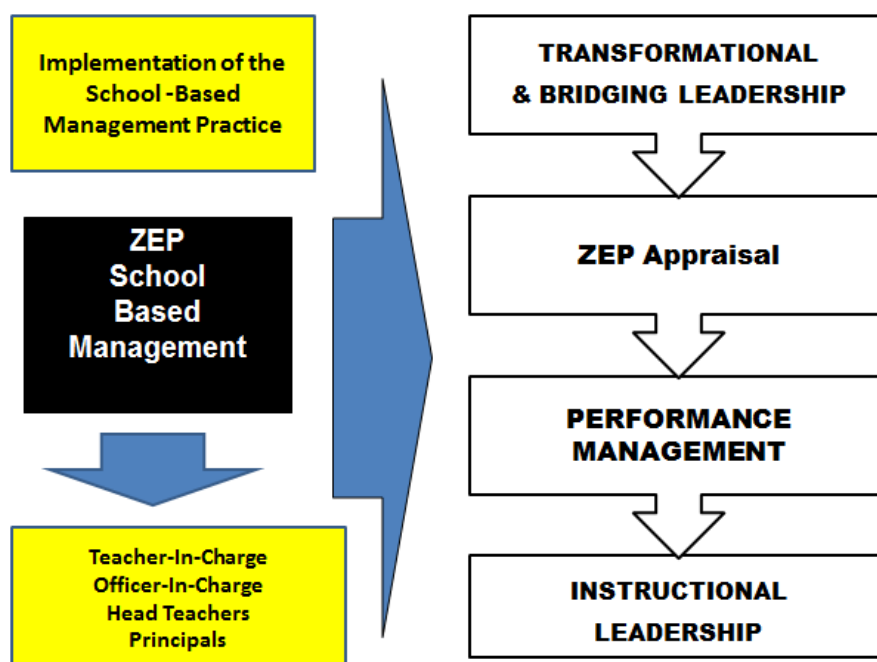 Implementation of the
School -Based
Management Practice
ZEP
School
Based
Management
Teacher-In-Charge
Officer-In-Charge
Head Teachers
Principals
TRANSFORMATIONAL
& BRIDGING LEADERSHIP
ZEP Appraisal
PERFORMANCE
MANAGEMENT
INSTRUCTIONAL
LEADERSHIP